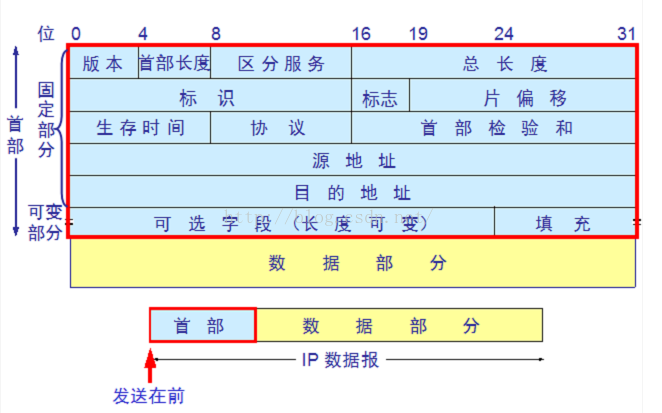 位 0 4 8 16 19 24 31
版本 首部长度 区分服务 总长度
标识 标志 片偏移
生存时间 协议 首部检验和
源地址
目的地址
可选字段（长度可变） 填充
数据部分
首部
固定部分
可变部分
http://blog.csdn.net/
首部 数据部分
IP 数据报
发送在前